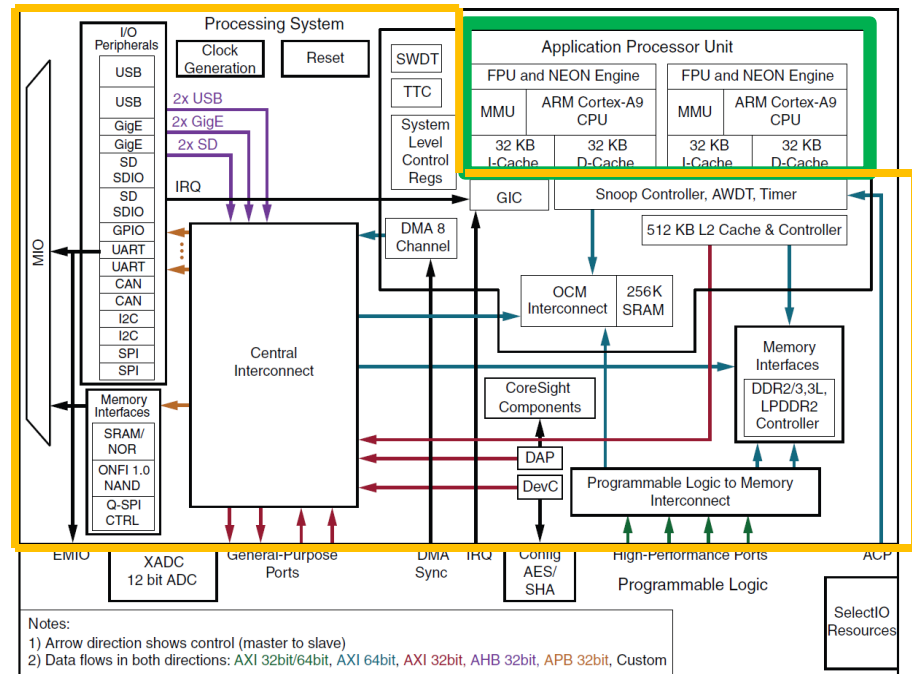 Processing System
I/O
Peripherals
USB
USB
GigE
GigE
SD
SDIO
SD
SDIO
GPIO
UART
UART
CAN
CAN
I2C
I2C
SPI
SPI
MIO
Clock
Generation
Reset
2x USB
2x GigE
2x SD
IRQ
SWDT
TTC
System
Level
Control
Regs
Application Processor Unit
FPU and NEON Engine
MMU
ARM Cortex-A9
CPU
32 KB
I-Cache
32 KB
D-Cache
FPU and NEON Engine
MMU
ARM Cortex-A9
CPU
32 KB
I-Cache
32 KB
D-Cache
GIC
Snoop Controller, AWDT, Timer
DMA 8
Channel
512 KB L2 Cache & Controller
OCM
Interconnect
256K
SRAM
Central
Interconnect
Memory
Interfaces
DDR2/3,3L,
LPDDR2
Controller
CoreSight
Components
DAP
DevC
Programmable Logic to Memory
Interconnect
Memory
Interfaces
SRAM/
NOR
ONFI 1.0
NAND
Q-SPI
CTRL
EMIO
XADC
12 bit ADC
General-Purpose
Ports
DMA
Sync
IRQ
Config
AES/
SHA
High-Performance Ports
ACP
Programmable Logic
SelectIO
Resources
Notes:
1) Arrow direction shows control (master to slave)
2) Data flows in both directions: AXI 32bit/64bit, AXI 64bit, AXI 32bit, AHB 32bit, APB 32bit, Custom